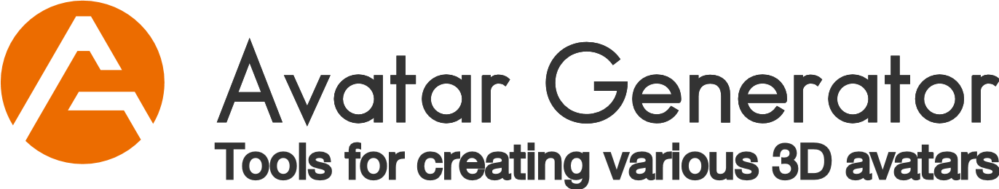 Avatar Generator
Tools for creating various 3D avatars